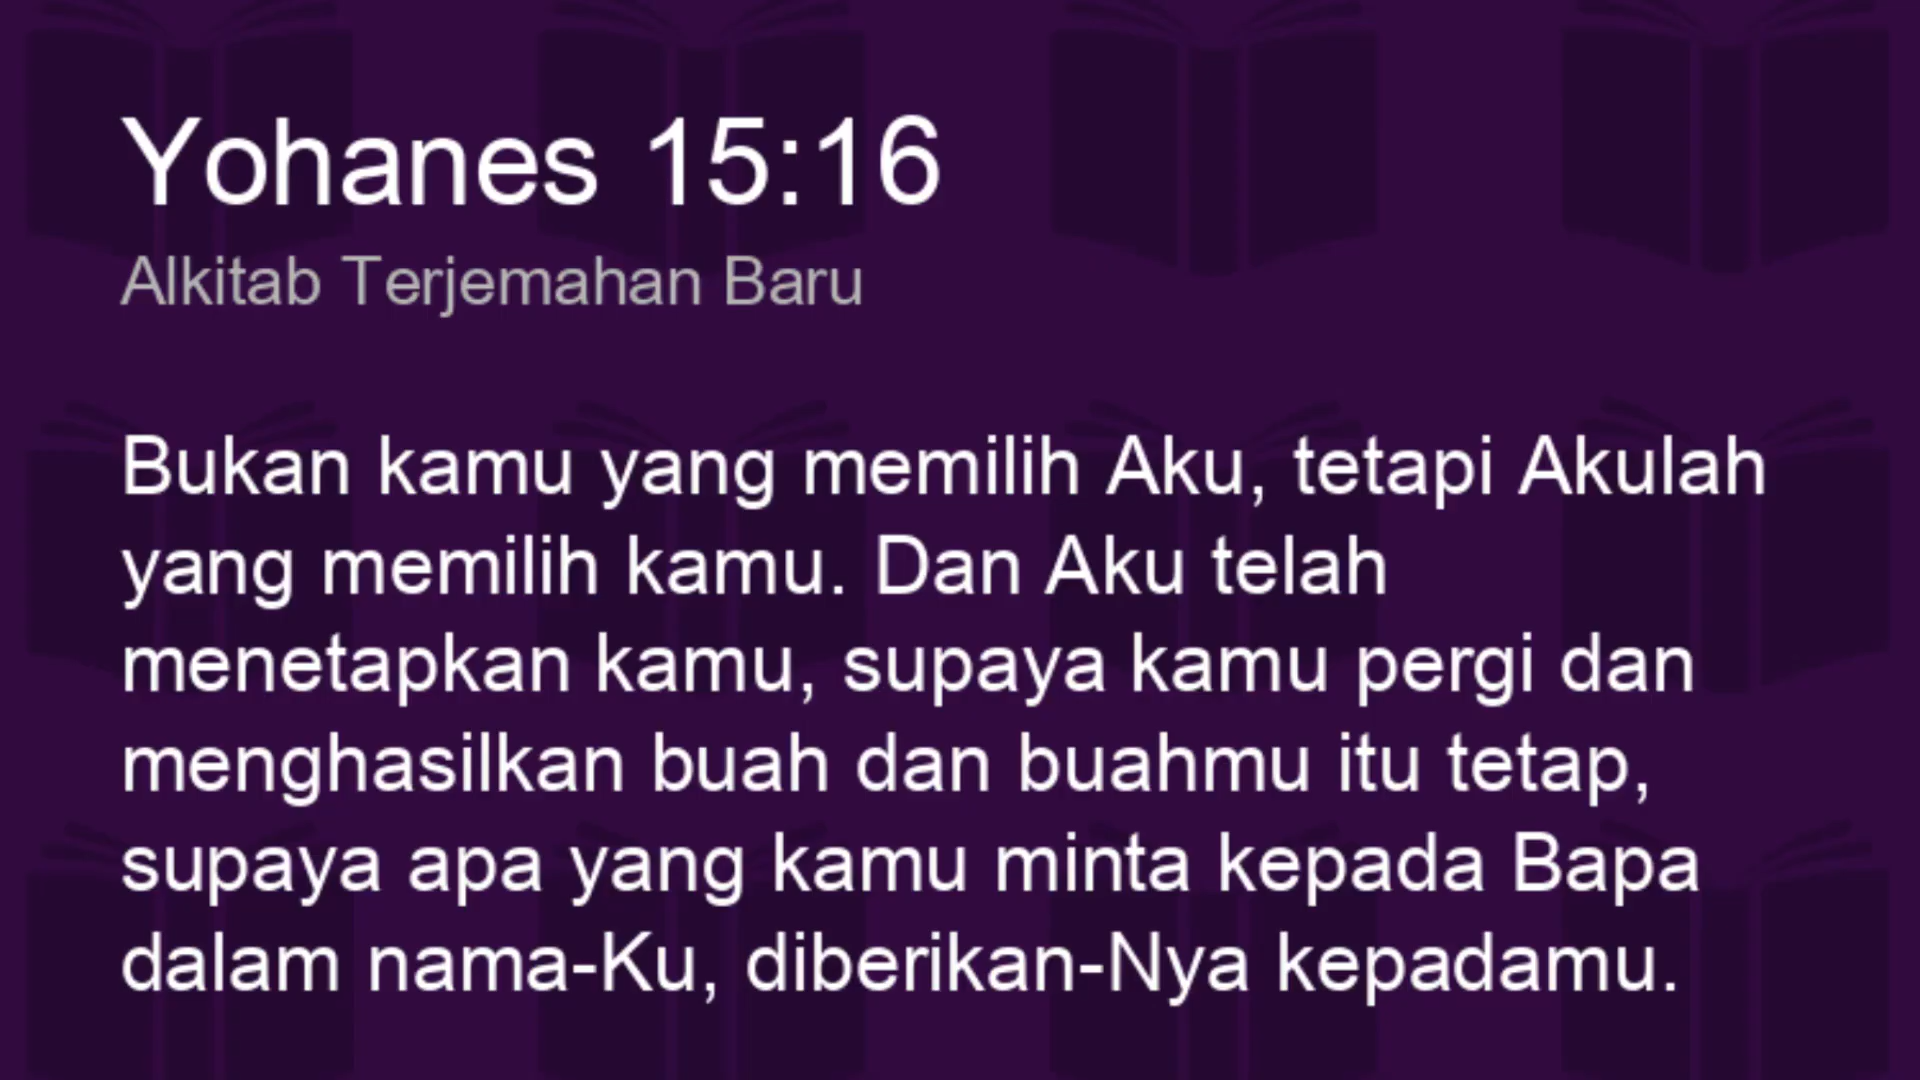 Yohanes 15:16
Alkitab Terjemahan Baru
Bukan kamu yang memilih Aku, tetapi Akulah
yang memilih kamu. Dan Aku telah
menetapkan kamu, supaya kamu pergi dan
menghasilkan buah dan buahmu itu tetap,
supaya apa yang kamu minta kepada Bapa
dalam nama-Ku, diberikan-Nya kepadamu.